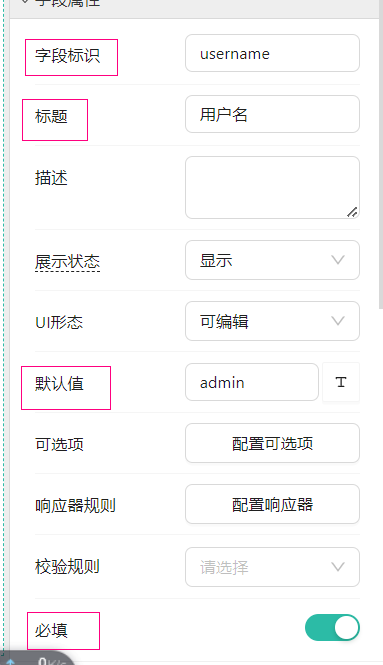 字段属性
字段标识 username
标题 用户名
描述
展示状态 显示
UI形态 可编辑
默认值 admin T
可选项 配置可选项
响应器规则 配置响应器
校验规则 请选择
必填
0K/s